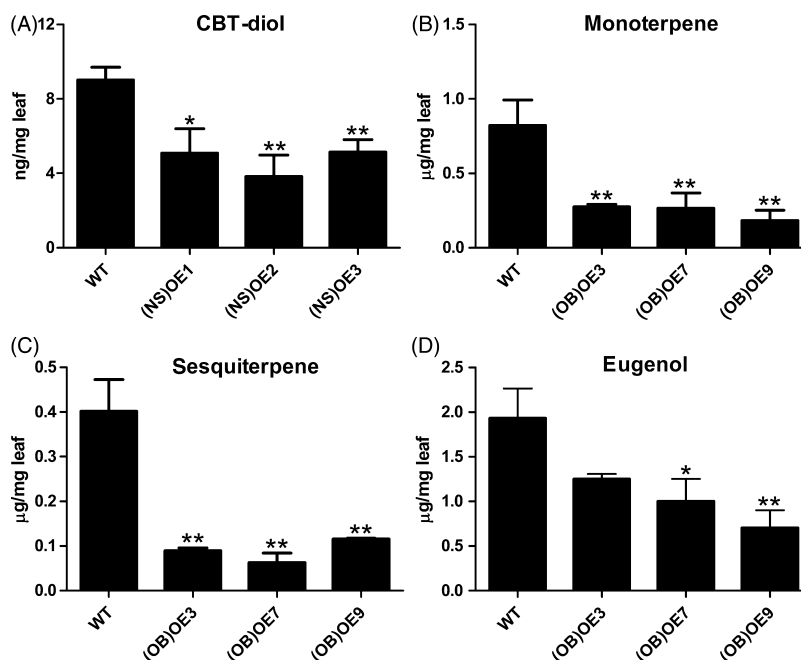 (A) CBT-diol
ng/mg leaf
12
8
4
0
*
**
**
WT
(NS)OE1
(NS)OE2
(NS)OE3
(B) Monoterpene
μg/mg leaf
1.5
1.0
0.5
0.0
**
**
**
WT
(OB)OE3
(OB)OE7
(OB)OE9
(C) Sesquiterpene
μg/mg leaf
0.5
0.4
0.3
0.2
0.1
0.0
**
**
**
WT
(OB)OE3
(OB)OE7
(OB)OE9
(D) Eugenol
μg/mg leaf
2.5
2.0
1.5
1.0
0.5
0.0
*
**
WT
(OB)OE3
(OB)OE7
(OB)OE9